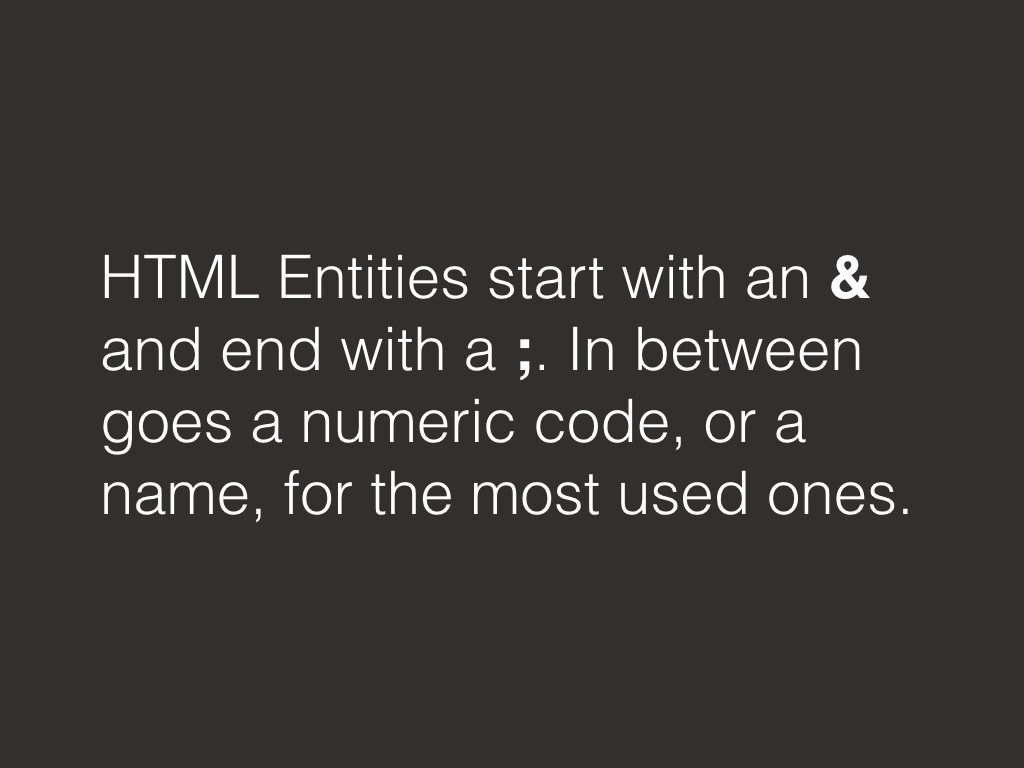 HTML Entities start with an &
and end with a ;. In between
goes a numeric code, or a
name, for the most used ones.